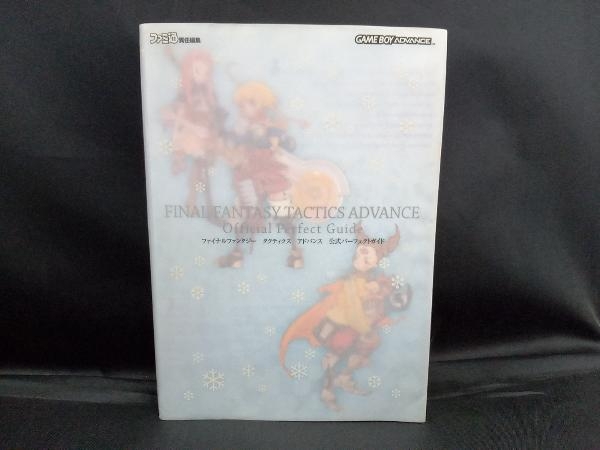 ファミ通 責任編集
GAME BOY ADVANCE™
FINAL FANTASY TACTICS ADVANCE
Official Perfect Guide
ファイナルファンタジー タクティクス アドバンス 公式パーフェクトガイド